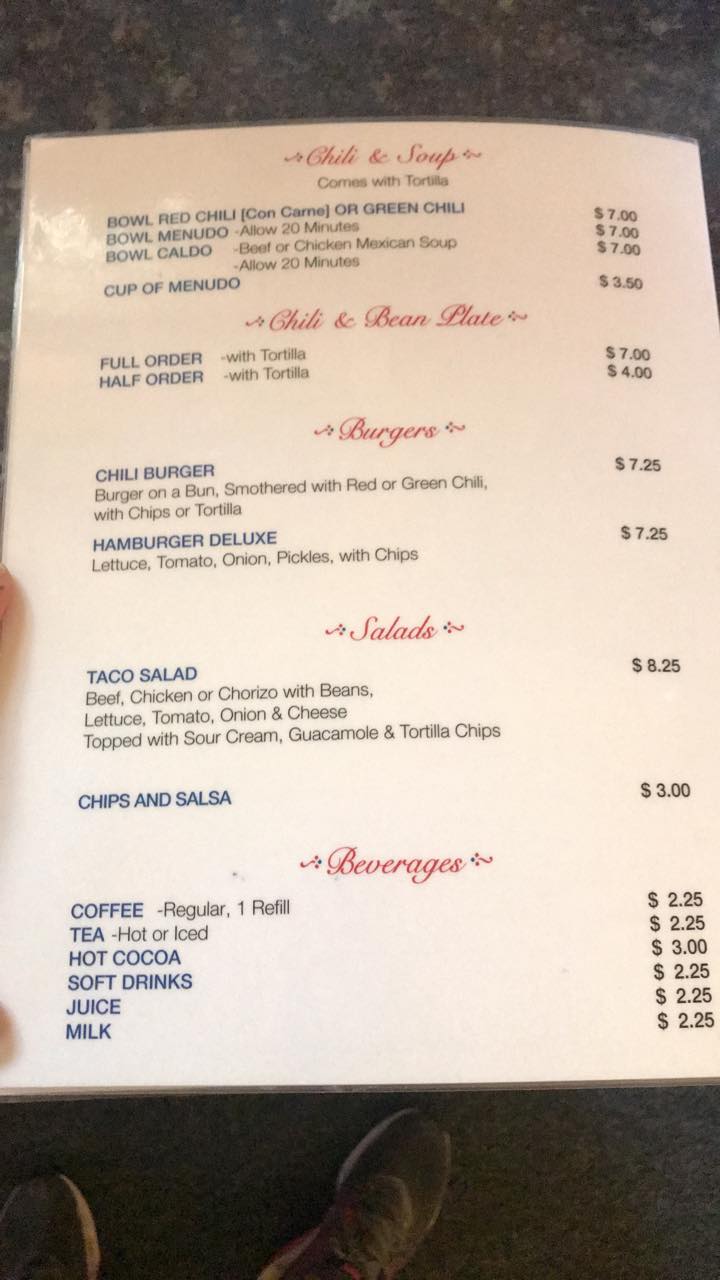 Chili & Soup
Comes with Tortilla
BOWL RED CHILI [Con Carne] OR GREEN CHILI $ 7.00
BOWL MENUDO -Allow 20 Minutes $ 7.00
BOWL CALDO -Beef or Chicken Mexican Soup $ 7.00
-Allow 20 Minutes
CUP OF MENUDO $ 3.50
Chili & Bean Plate
FULL ORDER -with Tortilla $ 7.00
HALF ORDER -with Tortilla $ 4.00
Burgers
CHILI BURGER $ 7.25
Burger on a Bun, Smothered with Red or Green Chili,
with Chips or Tortilla
HAMBURGER DELUXE $ 7.25
Lettuce, Tomato, Onion, Pickles, with Chips
Salads
TACO SALAD $ 8.25
Beef, Chicken or Chorizo with Beans,
Lettuce, Tomato, Onion & Cheese
Topped with Sour Cream, Guacamole & Tortilla Chips
CHIPS AND SALSA $ 3.00
Beverages
COFFEE -Regular, 1 Refill $ 2.25
TEA -Hot or Iced $ 2.25
HOT COCOA $ 3.00
SOFT DRINKS $ 2.25
JUICE $ 2.25
MILK $ 2.25